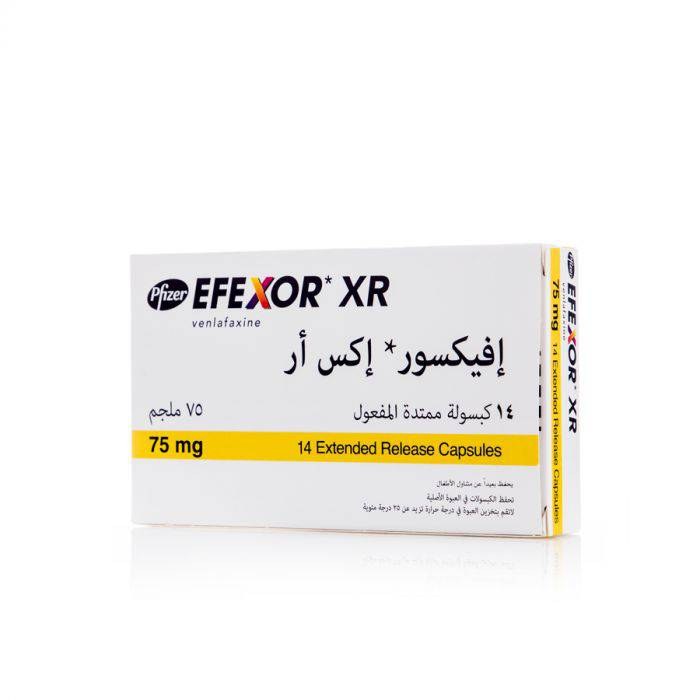 Pfizer EFEXOR* XR
venlafaxine
إفيكسور* إكس أر
١٤ كبسولة ممتدة المفعول
٧٥ ملجم
75 mg
14 Extended Release Capsules
يحفظ بعيداً عن متناول الأطفال
تحفظ الكبسولات في العبوة الأصلية
لاتقم بتخزين العبوة في درجة حرارة تزيد عن ٢٥ درجة مئوية
Pfizer EFEXOR* XR
venlafaxine
75 mg
14 Extended Release Capsules